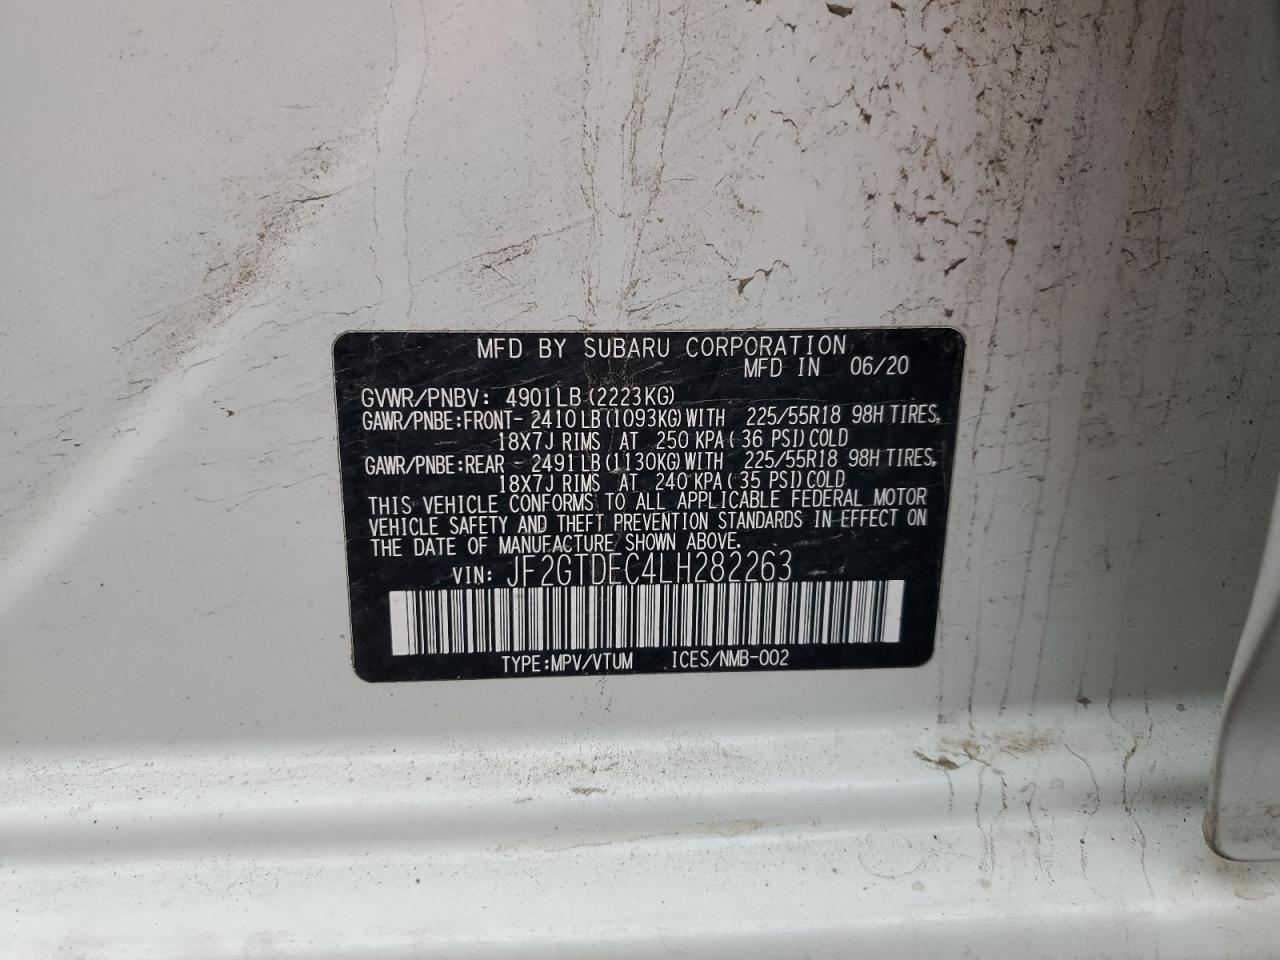 MFD BY SUBARU CORPORATION
MFD IN 06/20
GVWR/PNBV: 4901LB(2223KG)
GAWR/PNBE:FRONT- 2410LB(1093KG)WITH 225/55R18 98H TIRES,
18X7J RIMS AT 250 KPA( 36 PSI)COLD
GAWR/PNBE:REAR - 2491LB(1130KG)WITH 225/55R18 98H TIRES,
18X7J RIMS AT 240 KPA( 35 PSI)COLD
THIS VEHICLE CONFORMS TO ALL APPLICABLE FEDERAL MOTOR
VEHICLE SAFETY AND THEFT PREVENTION STANDARDS IN EFFECT ON
THE DATE OF MANUFACTURE SHOWN ABOVE.
VIN: JF2GTDEC4LH282263
TYPE:MPV/VTUM ICES/NMB-002